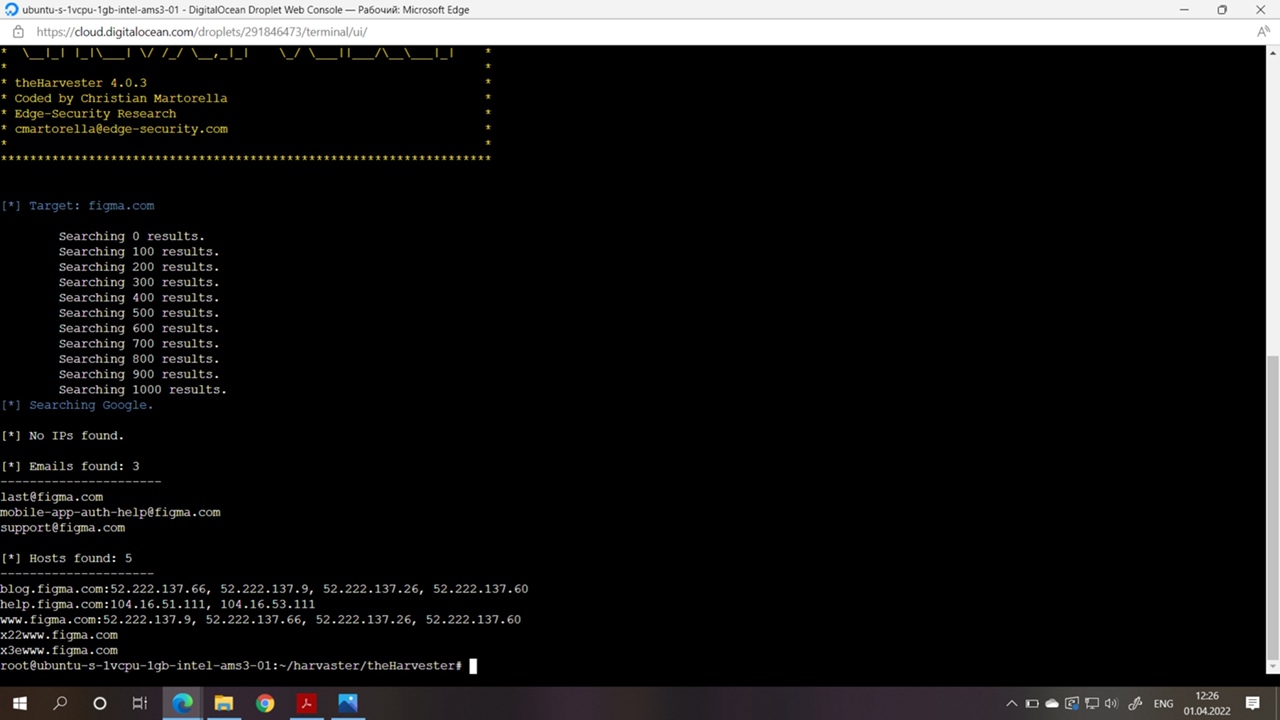 ubuntu-s-1vcpu-1gb-intel-ams3-01 - DigitalOcean Droplet Web Console — Рабочий: Microsoft Edge
https://cloud.digitalocean.com/droplets/291846473/terminal/ui/
*  \__|_| |_|\___| \/ /_/ \__,_|_|    \_/ \___||___/\__\___|_|    *
*                                                                 *
* theHarvester 4.0.3                                              *
* Coded by Christian Martorella                                   *
* Edge-Security Research                                          *
* cmartorella@edge-security.com                                   *
*                                                                 *
*******************************************************************
[*] Target: figma.com
Searching 0 results.
Searching 100 results.
Searching 200 results.
Searching 300 results.
Searching 400 results.
Searching 500 results.
Searching 600 results.
Searching 700 results.
Searching 800 results.
Searching 900 results.
Searching 1000 results.
[*] Searching Google.
[*] No IPs found.
[*] Emails found: 3
----------------------
last@figma.com
mobile-app-auth-help@figma.com
support@figma.com
[*] Hosts found: 5
---------------------
blog.figma.com:52.222.137.66, 52.222.137.9, 52.222.137.26, 52.222.137.60
help.figma.com:104.16.51.111, 104.16.53.111
www.figma.com:52.222.137.9, 52.222.137.66, 52.222.137.26, 52.222.137.60
x22www.figma.com
x3ewww.figma.com
root@ubuntu-s-1vcpu-1gb-intel-ams3-01:~/harvaster/theHarvester#
ENG
12:26
01.04.2022